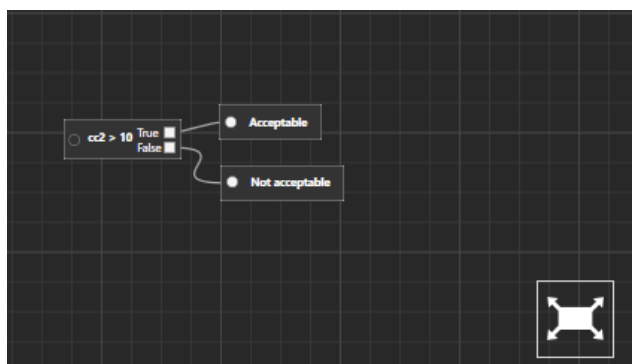 cc2 > 10
True
False
Acceptable
Not acceptable